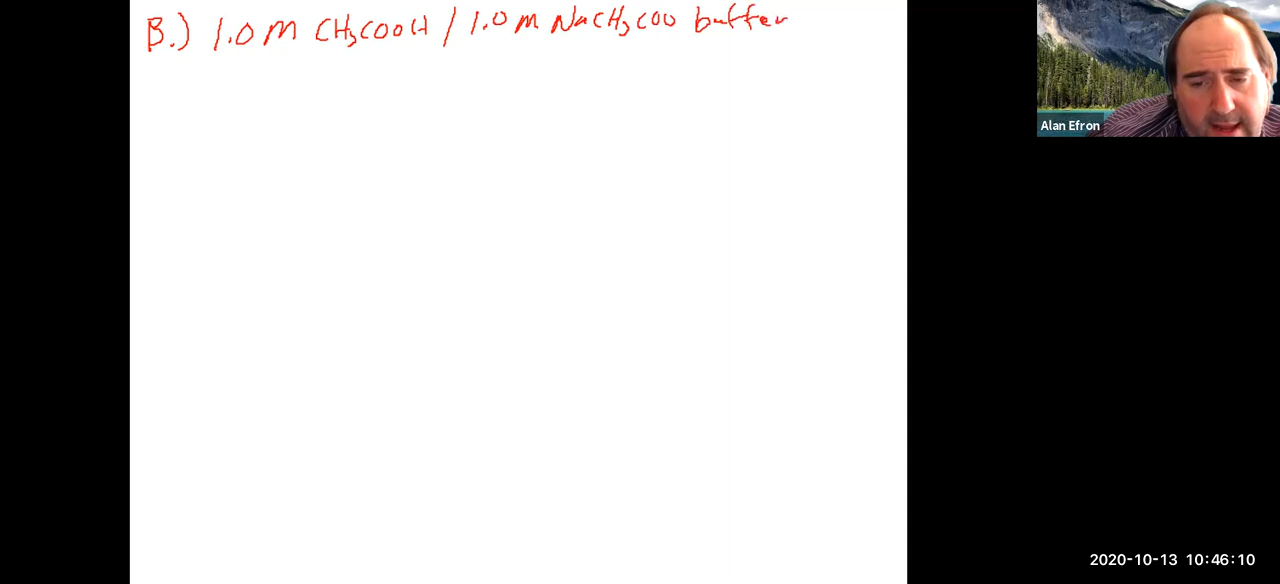 B.) 1.0 M CH₃COOH / 1.0 M NaCH₃COO buffer
Alan Efron
2020-10-13 10:46:10